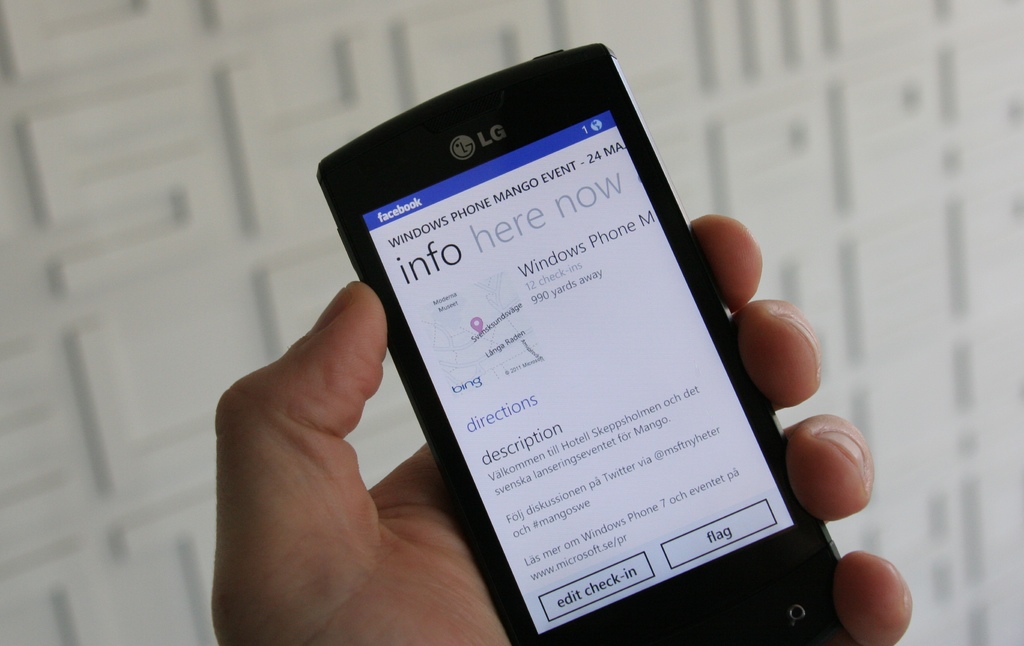 LG
facebook 1
WINDOWS PHONE MANGO EVENT - 24 MA
info here now
Windows Phone M
12 check-ins
990 yards away
Moderna
Museet
Svensksundsväge
Långa Raden
bing
© 2011 Microsoft
directions
description
Välkommen till Hotell Skeppsholmen och det
svenska lanseringseventet för Mango.
Följ diskussionen på Twitter via @msftnyheter
och #mangoswe
Läs mer om Windows Phone 7 och eventet på
www.microsoft.se/pr
edit check-in
flag